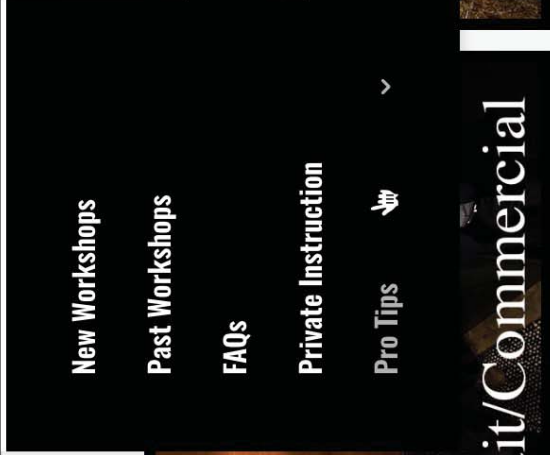 New Workshops
Past Workshops
FAQs
Private Instruction
Pro Tips
it/Commercial